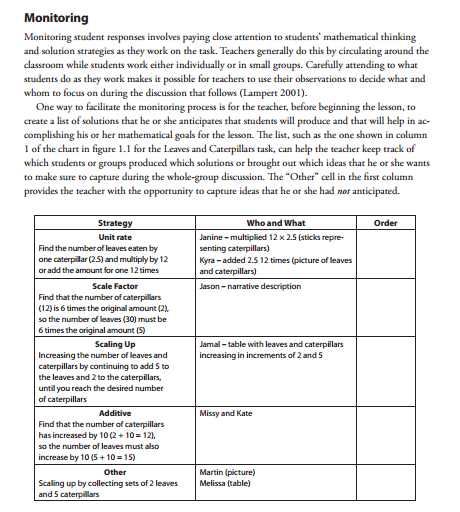 Monitoring
Monitoring student responses involves paying close attention to students' mathematical thinking
and solution strategies as they work on the task. Teachers generally do this by circulating around the
classroom while students work either individually or in small groups. Carefully attending to what
students do as they work makes it possible for teachers to use their observations to decide what and
whom to focus on during the discussion that follows (Lampert 2001).
One way to facilitate the monitoring process is for the teacher, before beginning the lesson, to
create a list of solutions that he or she anticipates that students will produce and that will help in ac-
complishing his or her mathematical goals for the lesson. The list, such as the one shown in column
1 of the chart in figure 1.1 for the Leaves and Caterpillars task, can help the teacher keep track of
which students or groups produced which solutions or brought out which ideas that he or she wants
to make sure to capture during the whole-group discussion. The "Other" cell in the first column
provides the teacher with the opportunity to capture ideas that he or she had not anticipated.
Strategy
Who and What
Order
Unit rate
Find the number of leaves eaten by
one caterpillar (2.5) and multiply by 12
or add the amount for one 12 times
Janine – multiplied 12 x 2.5 (sticks repre-
senting caterpillars)
Kyra – added 2.5 12 times (picture of leaves
and caterpillars)
Scale Factor
Find that the number of caterpillars
(12) is 6 times the original amount (2),
so the number of leaves (30) must be
6 times the original amount (5)
Jason – narrative description
Scaling Up
Increasing the number of leaves and
caterpillars by continuing to add 5 to
the leaves and 2 to the caterpillars,
until you reach the desired number
of caterpillars
Jamal – table with leaves and caterpillars
increasing in increments of 2 and 5
Additive
Find that the number of caterpillars
has increased by 10 (2 + 10 = 12),
so the number of leaves must also
increase by 10 (5 + 10 = 15)
Missy and Kate
Other
Scaling up by collecting sets of 2 leaves
and 5 caterpillars
Martin (picture)
Melissa (table)